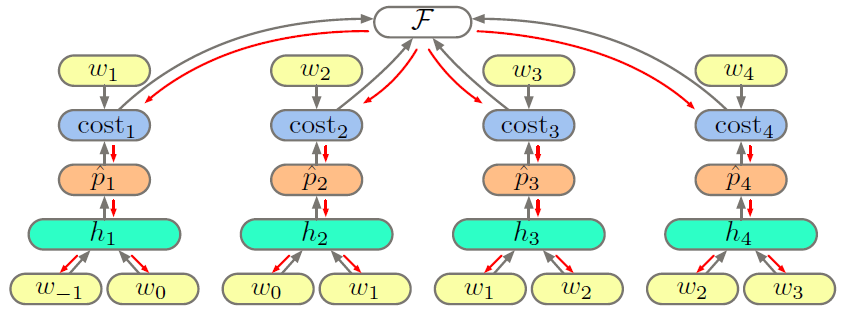 ℱ
w₁ w₂ w₃ w₄
cost₁ cost₂ cost₃ cost₄
p̂₁ p̂₂ p̂₃ p̂₄
h₁ h₂ h₃ h₄
w₋₁ w₀ w₀ w₁ w₁ w₂ w₂ w₃